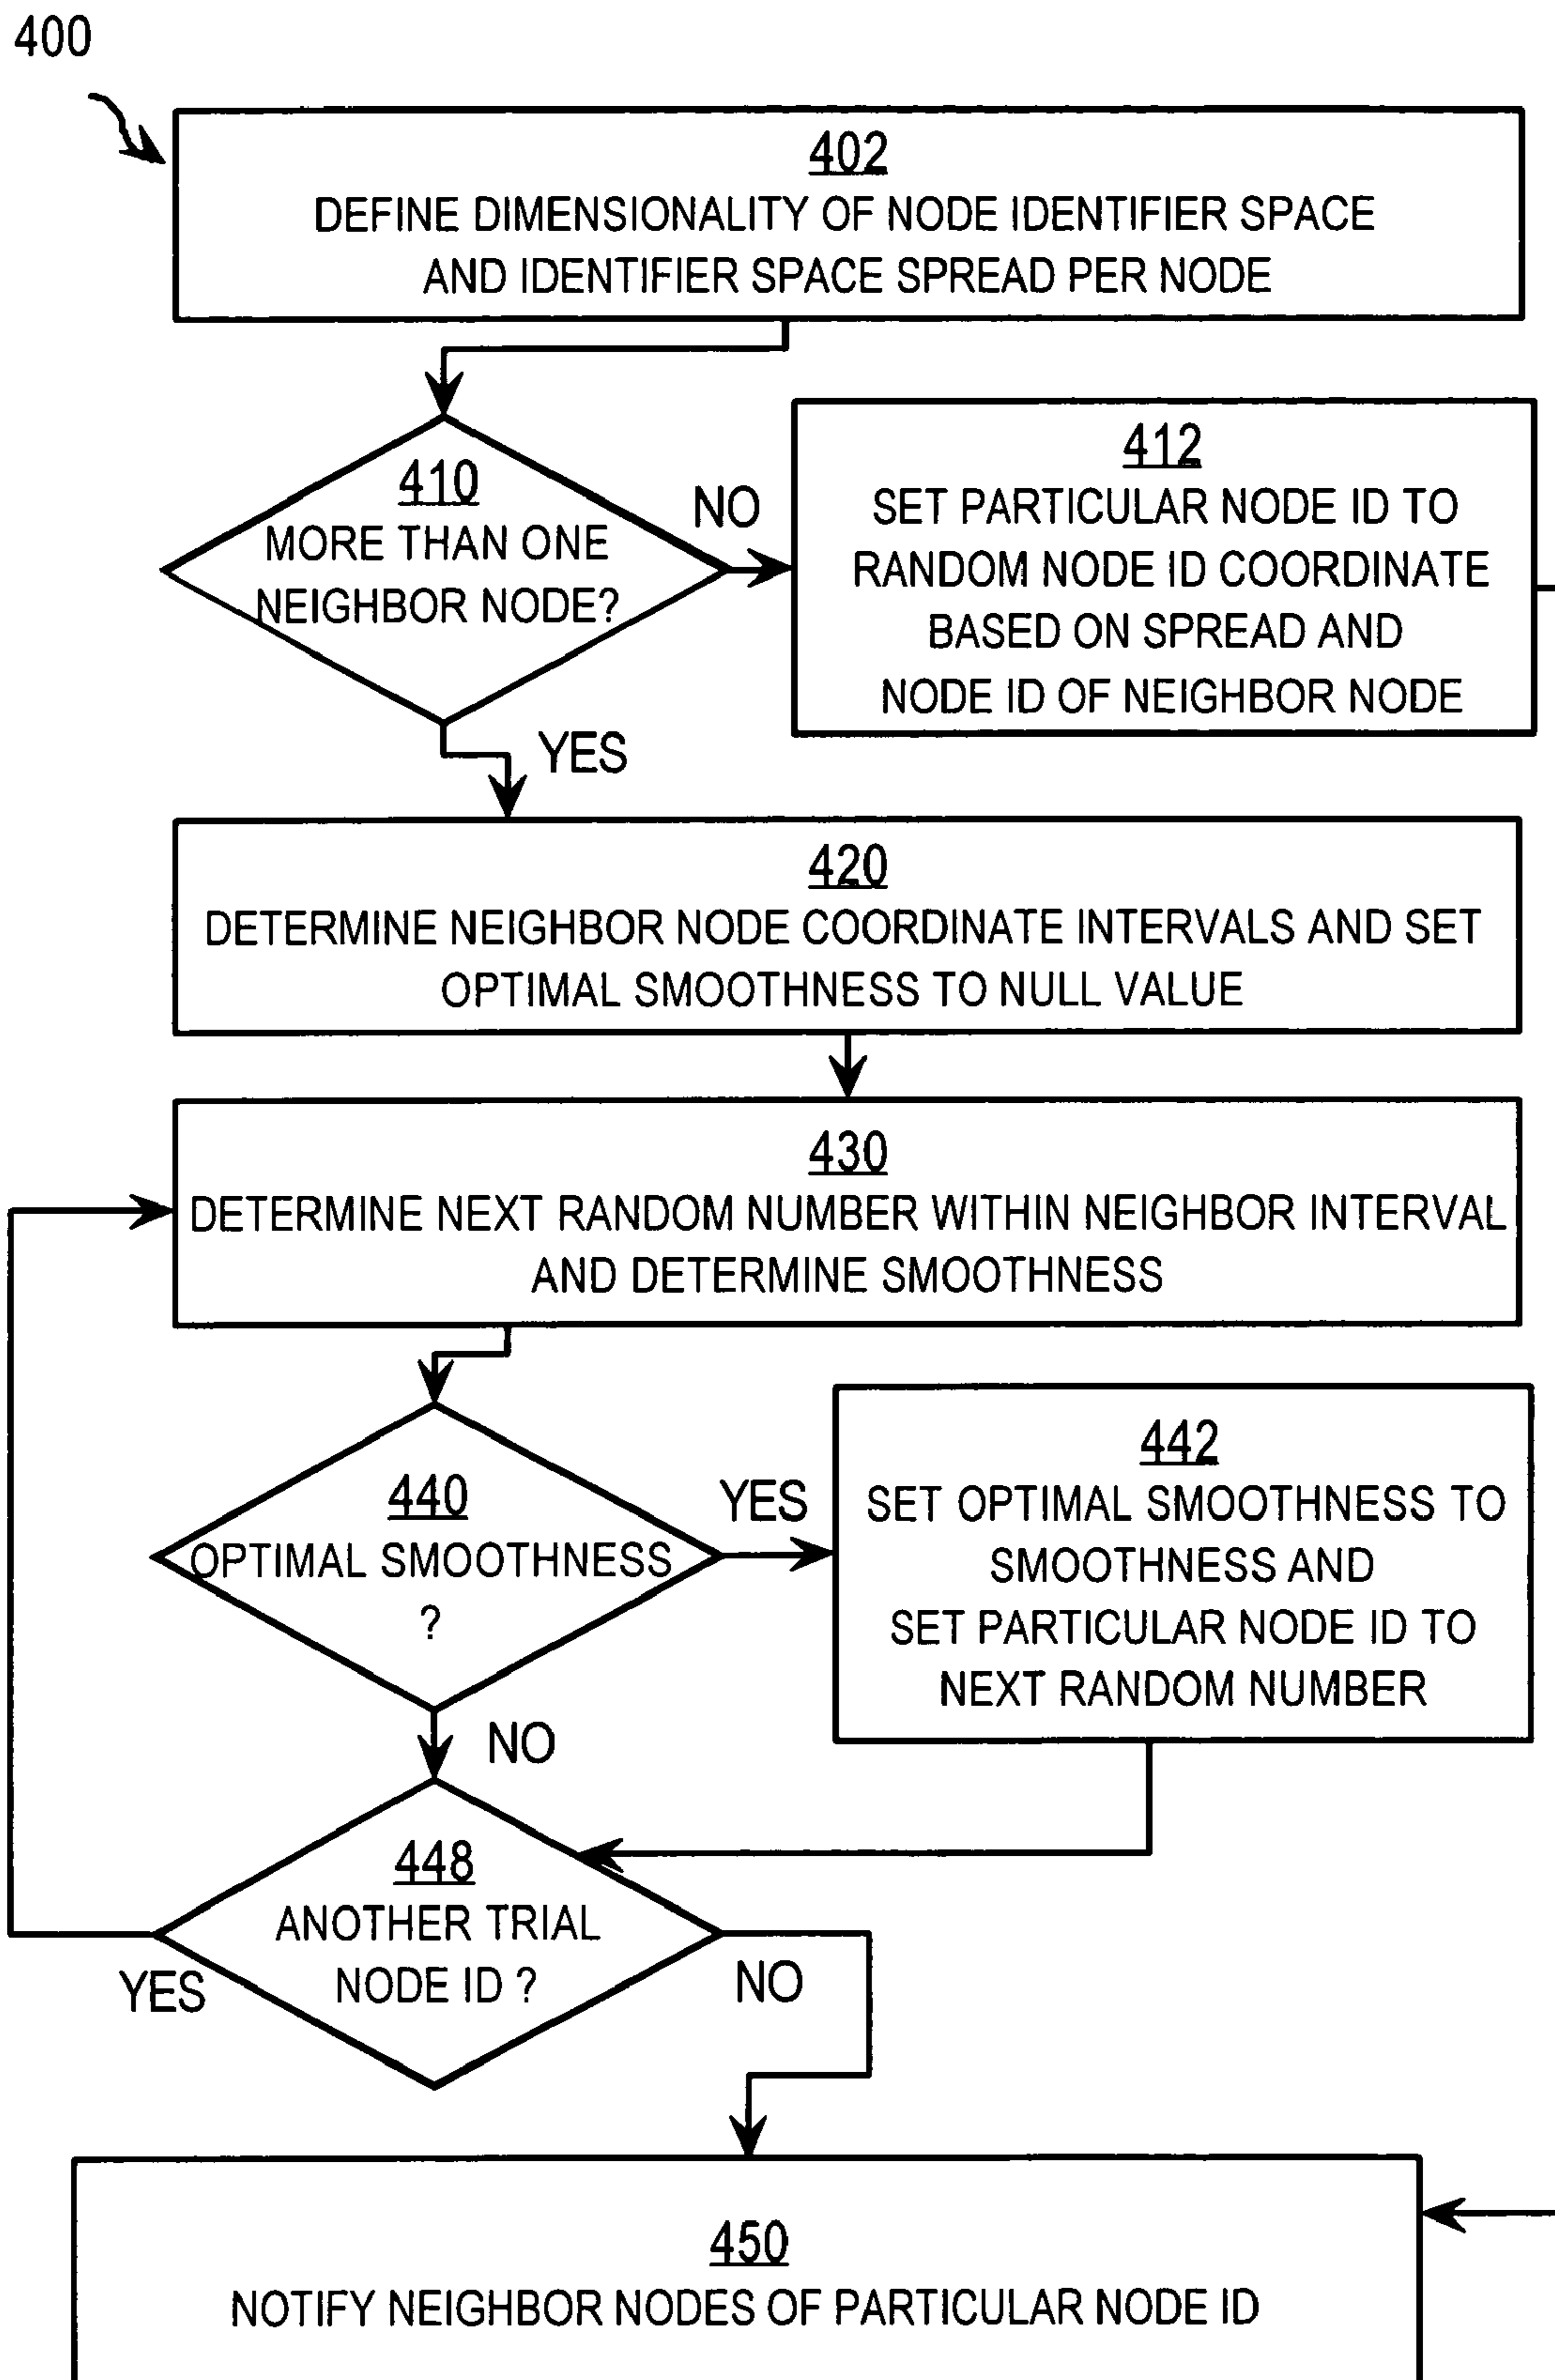 400
402
DEFINE DIMENSIONALITY OF NODE IDENTIFIER SPACE
AND IDENTIFIER SPACE SPREAD PER NODE
410
MORE THAN ONE
NEIGHBOR NODE?
NO
412
SET PARTICULAR NODE ID TO
RANDOM NODE ID COORDINATE
BASED ON SPREAD AND
NODE ID OF NEIGHBOR NODE
YES
420
DETERMINE NEIGHBOR NODE COORDINATE INTERVALS AND SET
OPTIMAL SMOOTHNESS TO NULL VALUE
430
DETERMINE NEXT RANDOM NUMBER WITHIN NEIGHBOR INTERVAL
AND DETERMINE SMOOTHNESS
440
OPTIMAL SMOOTHNESS
?
YES
442
SET OPTIMAL SMOOTHNESS TO
SMOOTHNESS AND
SET PARTICULAR NODE ID TO
NEXT RANDOM NUMBER
NO
448
ANOTHER TRIAL
NODE ID ?
YES
NO
450
NOTIFY NEIGHBOR NODES OF PARTICULAR NODE ID